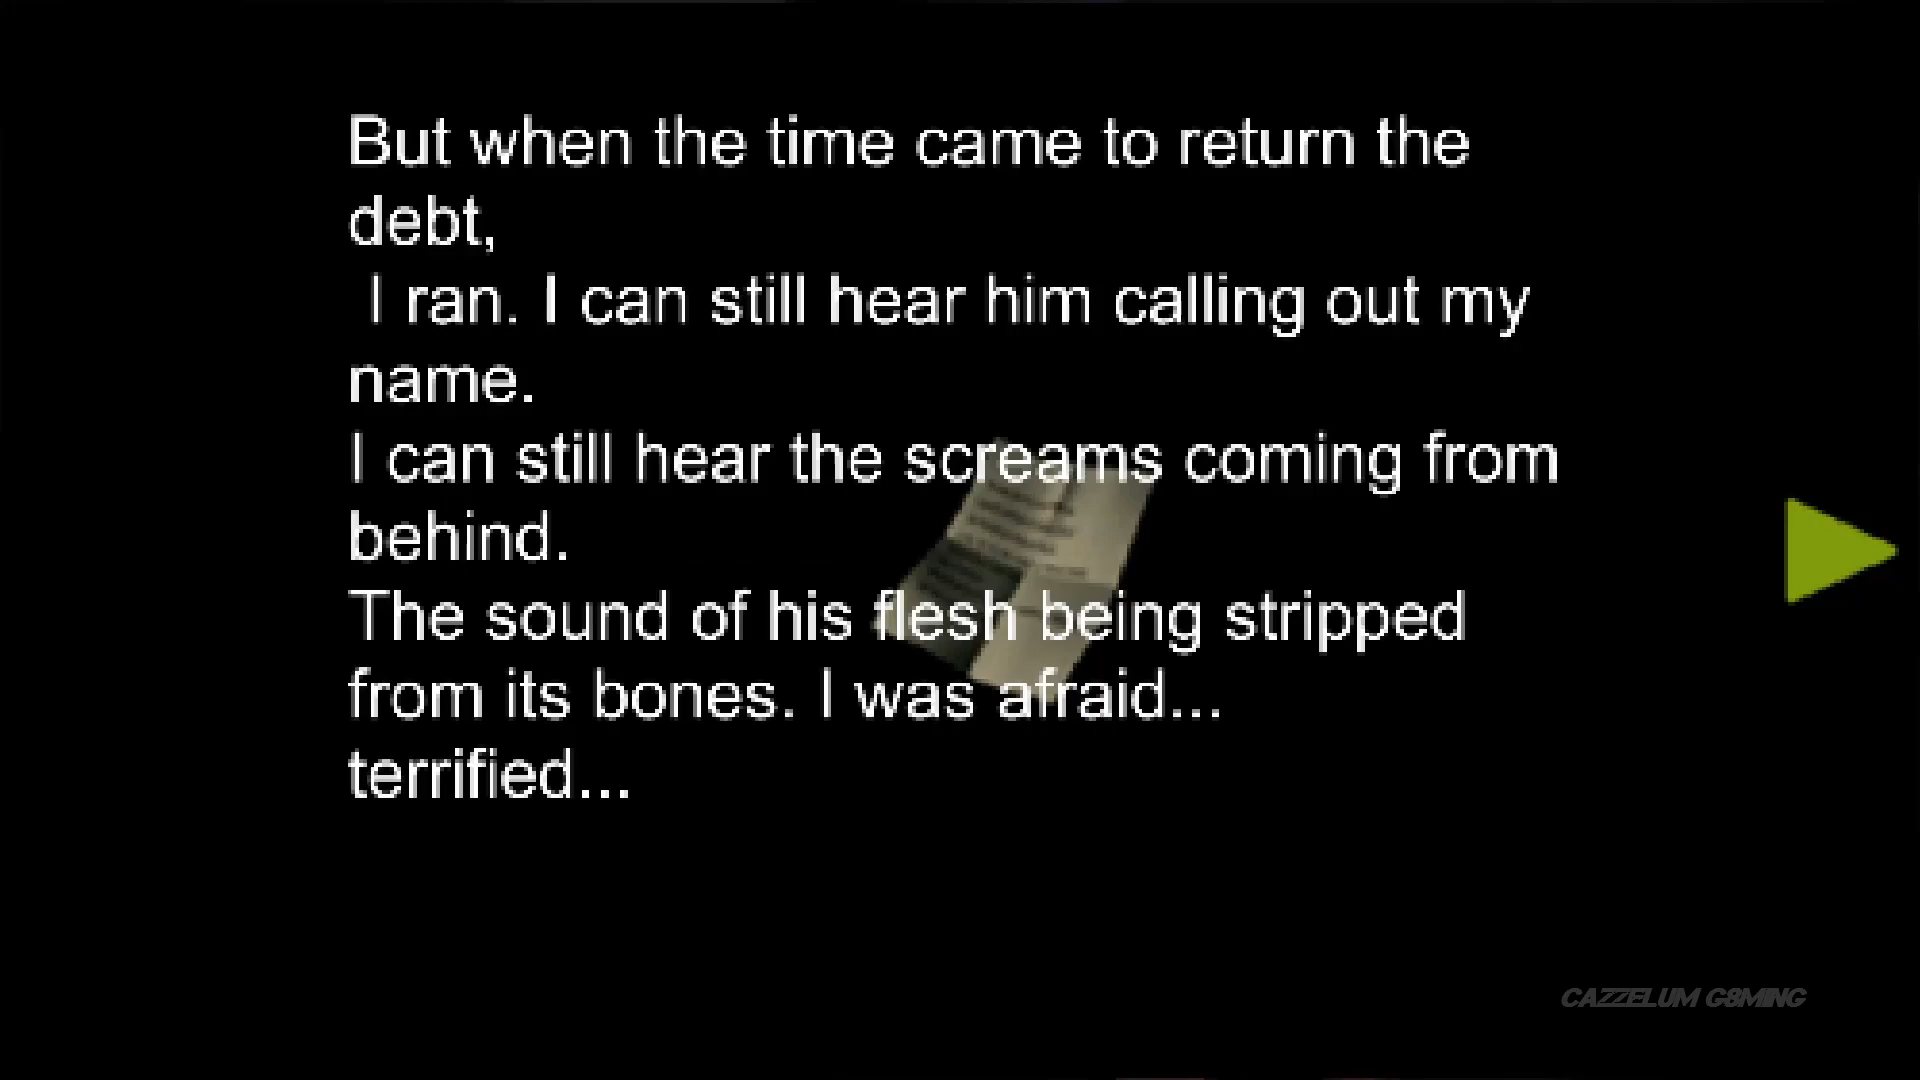 But when the time came to return the
debt,
I ran. I can still hear him calling out my
name.
I can still hear the screams coming from
behind.
The sound of his flesh being stripped
from its bones. I was afraid...
terrified...
CAZZELUM G8MING